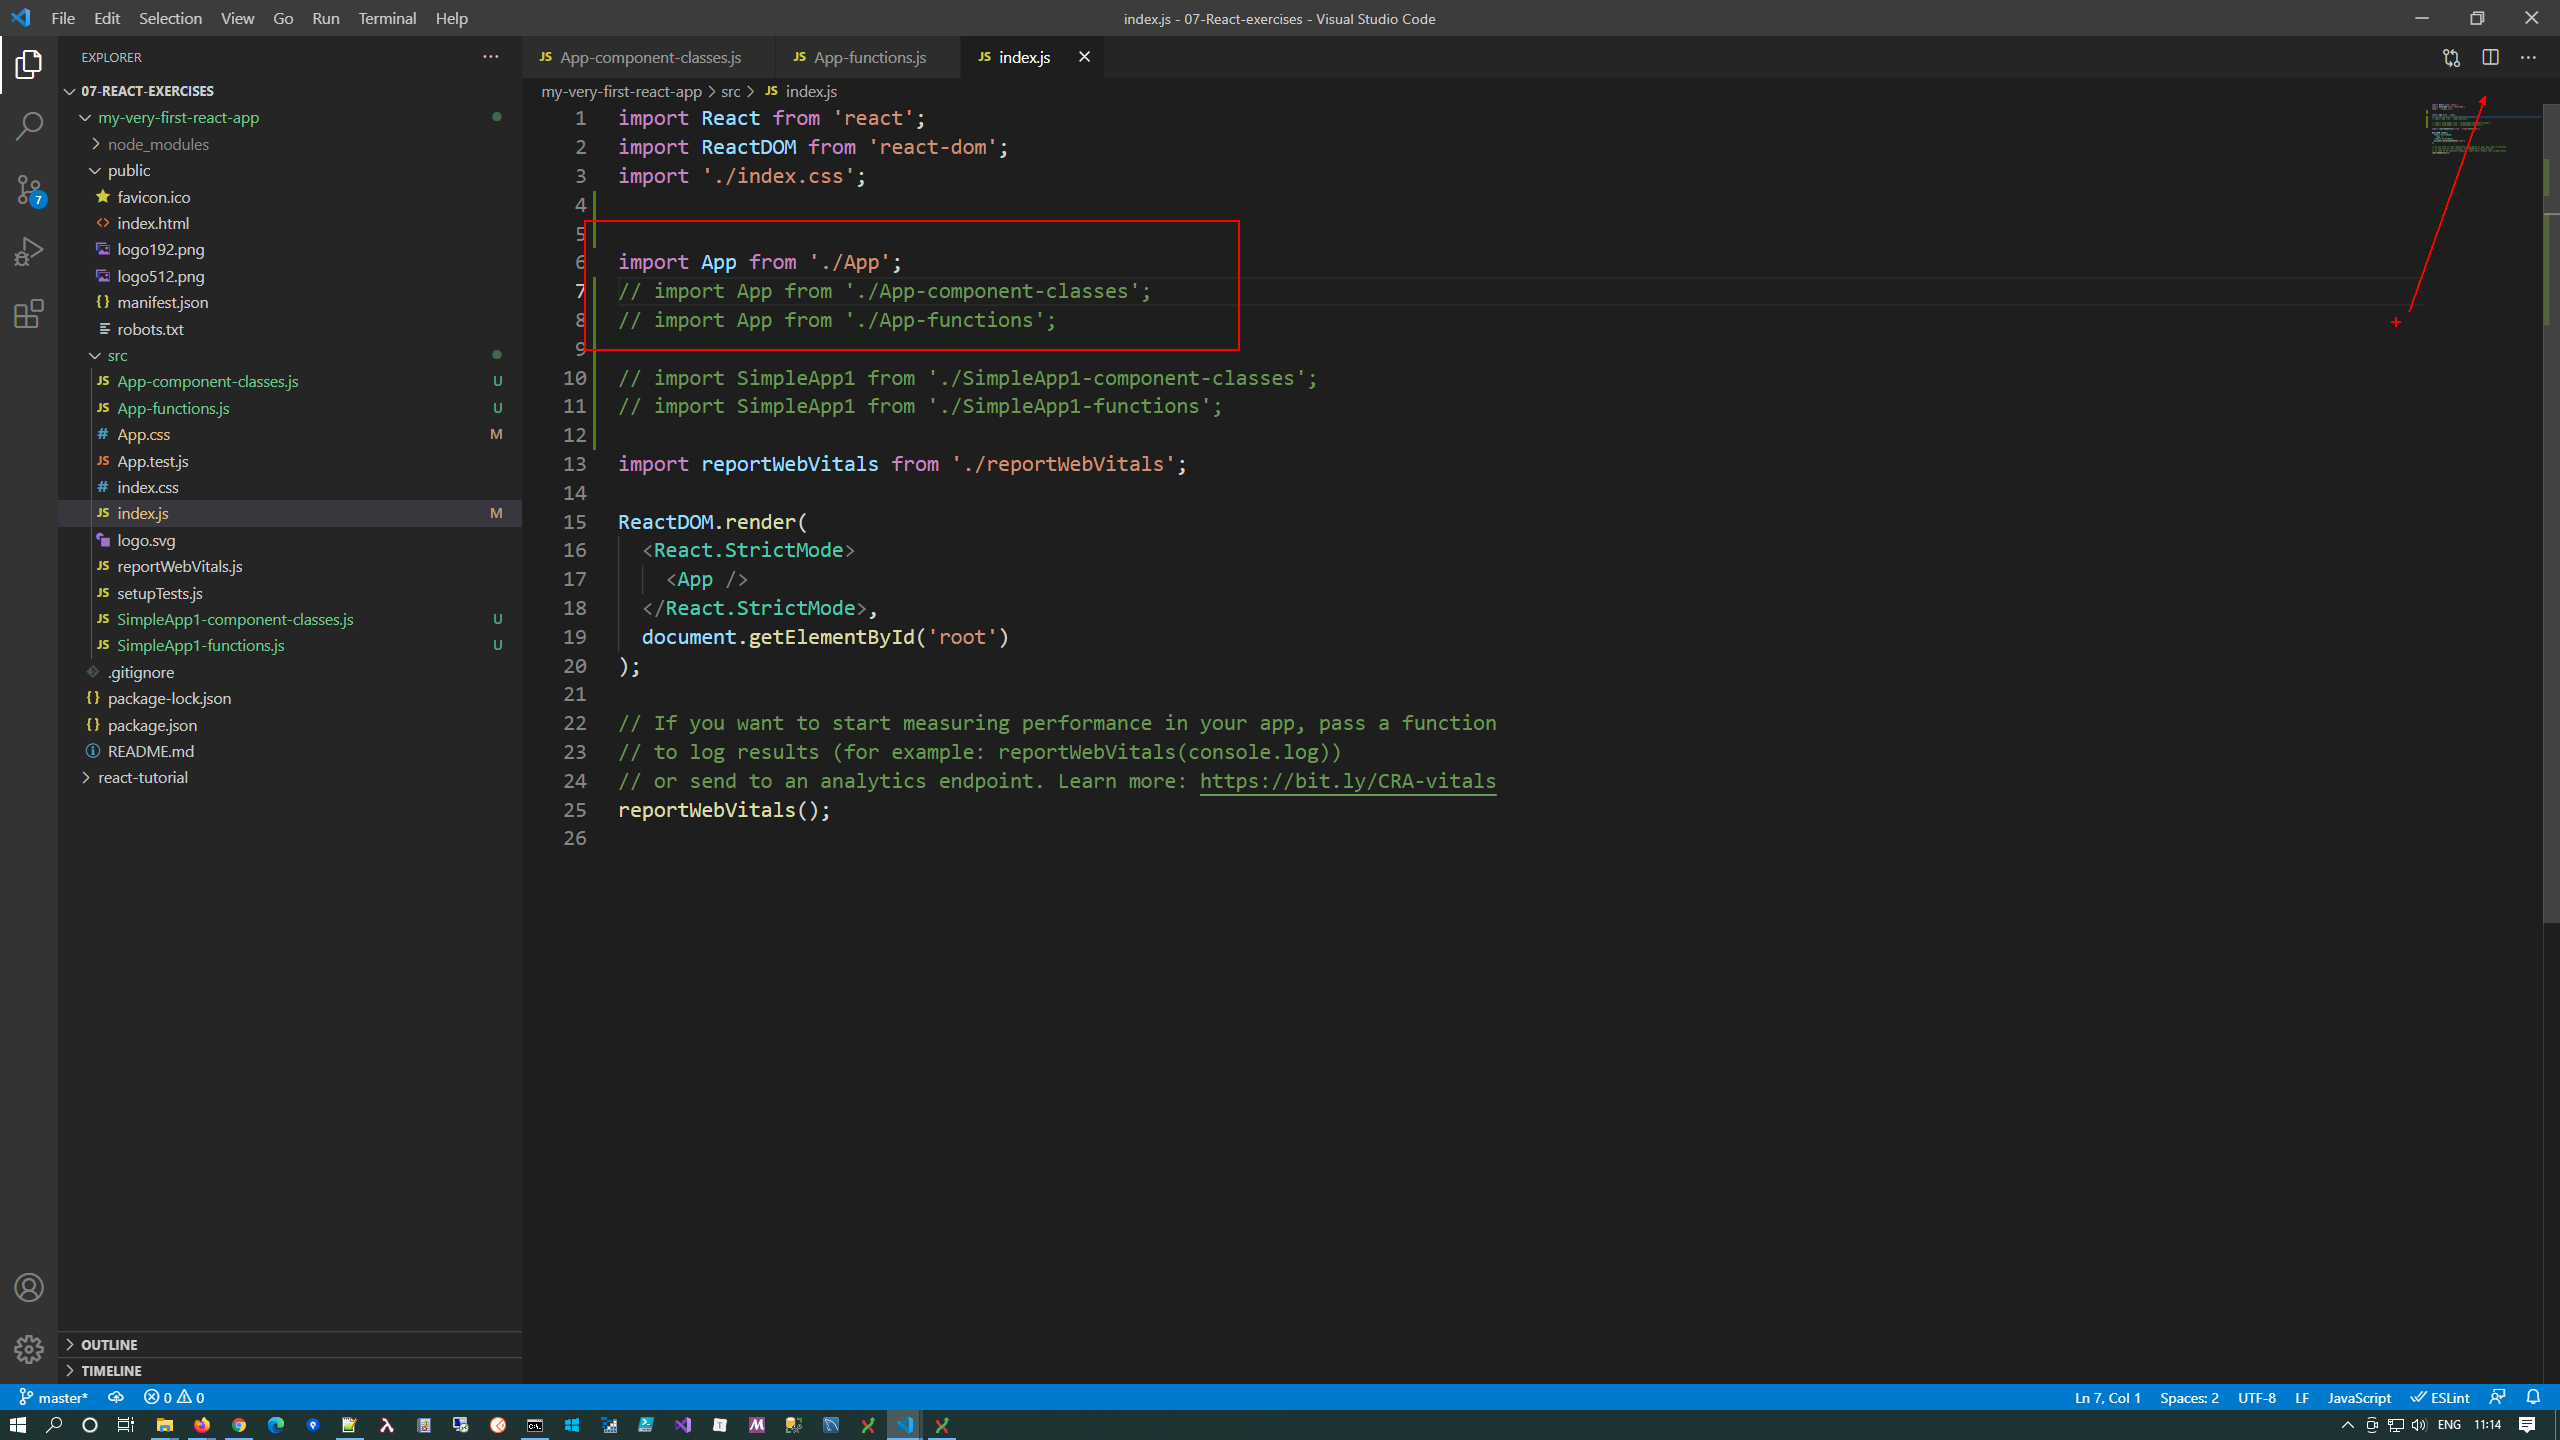 File Edit Selection View Go Run Terminal Help
index.js - 07-React-exercises - Visual Studio Code
EXPLORER
07-REACT-EXERCISES
my-very-first-react-app
node_modules
public
favicon.ico
index.html
logo192.png
logo512.png
manifest.json
robots.txt
src
App-component-classes.js U
App-functions.js U
App.css M
App.test.js
index.css
index.js M
logo.svg
reportWebVitals.js
setupTests.js
SimpleApp1-component-classes.js U
SimpleApp1-functions.js U
.gitignore
package-lock.json
package.json
README.md
react-tutorial
OUTLINE
TIMELINE
7
JS App-component-classes.js JS App-functions.js JS index.js
my-very-first-react-app > src > JS index.js
1 import React from 'react';
2 import ReactDOM from 'react-dom';
3 import './index.css';
4
5
6 import App from './App';
7 // import App from './App-component-classes';
8 // import App from './App-functions';
9
10 // import SimpleApp1 from './SimpleApp1-component-classes';
11 // import SimpleApp1 from './SimpleApp1-functions';
12
13 import reportWebVitals from './reportWebVitals';
14
15 ReactDOM.render(
16 <React.StrictMode>
17 <App />
18 </React.StrictMode>,
19 document.getElementById('root')
20 );
21
22 // If you want to start measuring performance in your app, pass a function
23 // to log results (for example: reportWebVitals(console.log))
24 // or send to an analytics endpoint. Learn more: https://bit.ly/CRA-vitals
25 reportWebVitals();
26
master* 0 0
Ln 7, Col 1 Spaces: 2 UTF-8 LF JavaScript ESLint
ENG 11:14